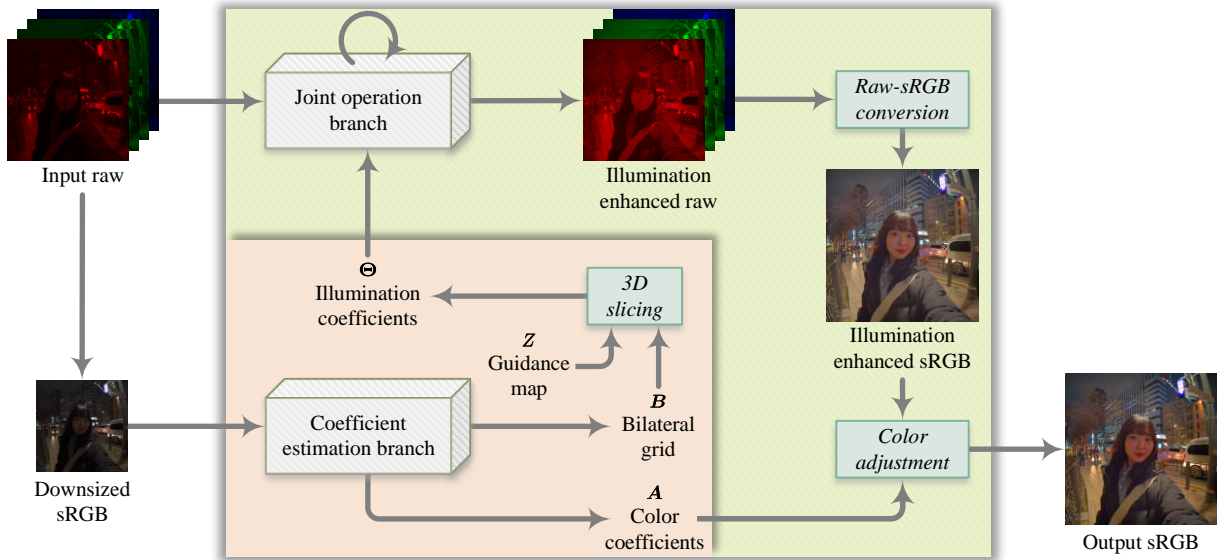 Input raw
Joint operation
branch
Illumination
enhanced raw
Raw-sRGB
conversion
Illumination
enhanced sRGB
Θ
Illumination
coefficients
3D
slicing
Z
Guidance
map
B
Bilateral
grid
Coefficient
estimation branch
A
Color
coefficients
Color
adjustment
Downsized
sRGB
Output sRGB